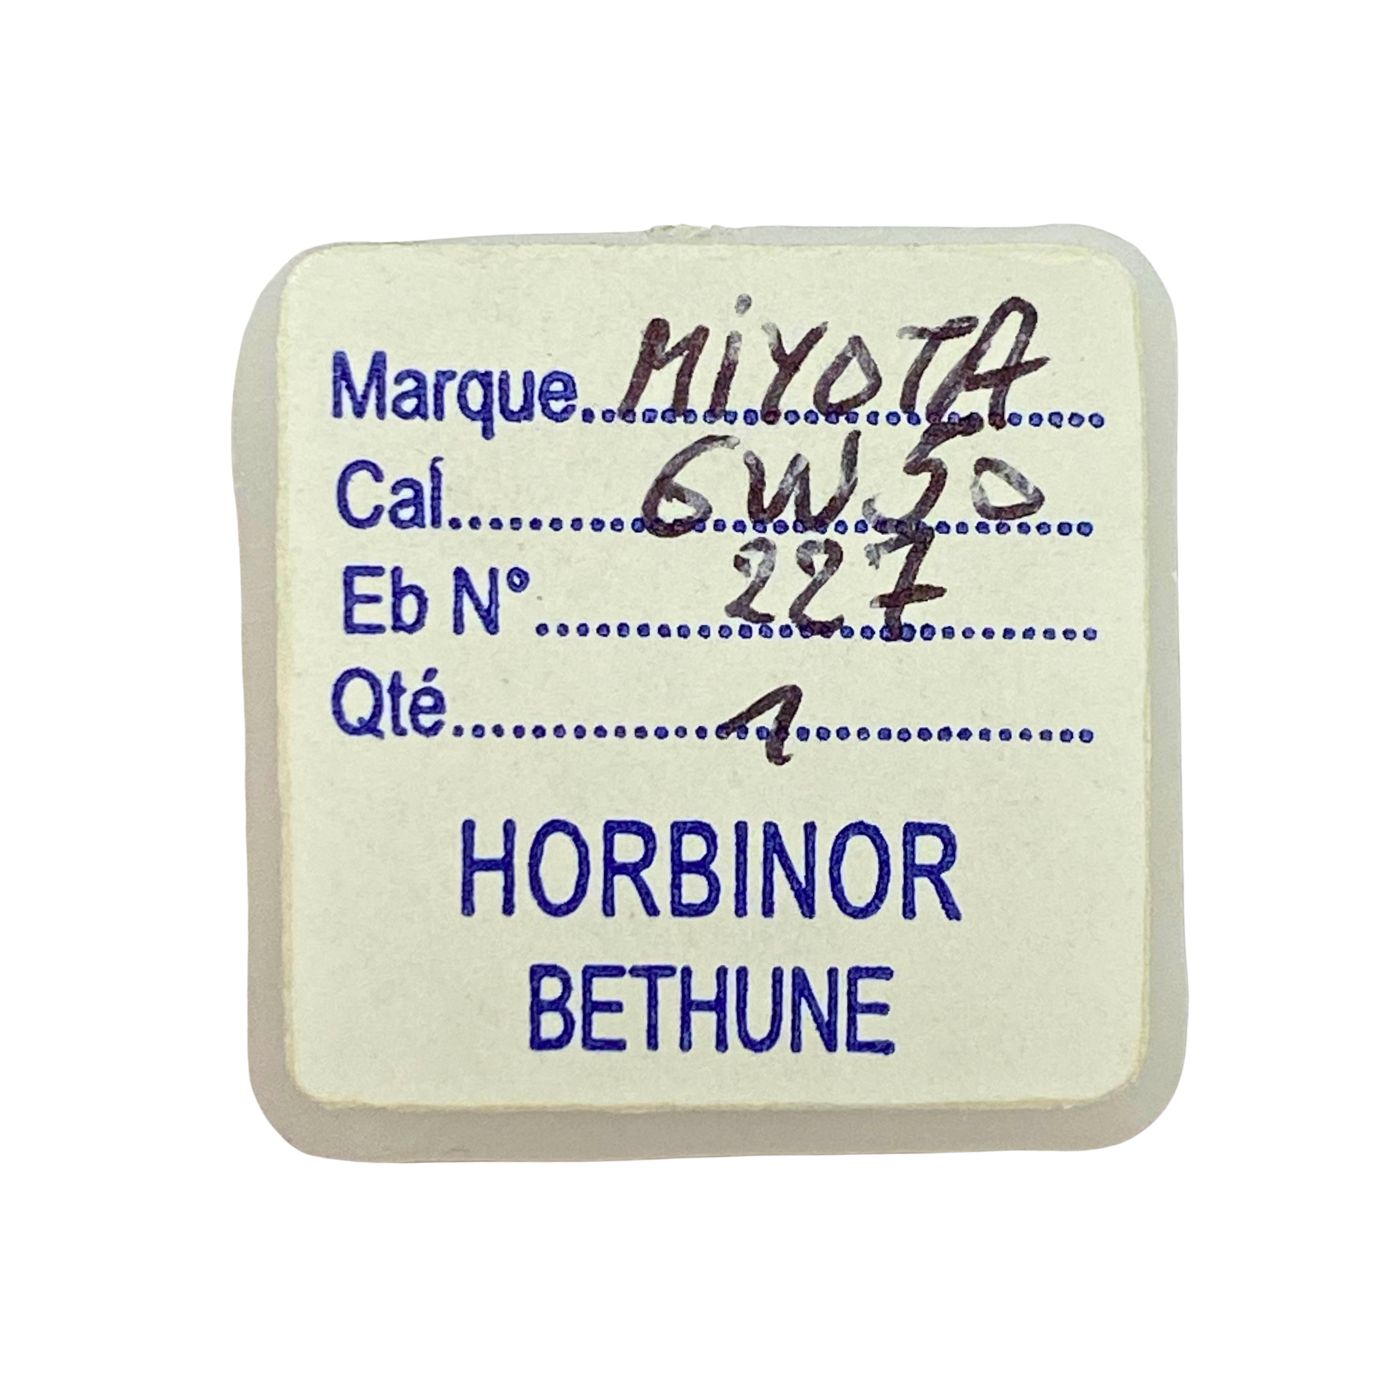 Marque..MiYOTA....
Cal..........6W50...
Eb N°..........227........
Qté.............1...............
HORBINOR
BETHUNE